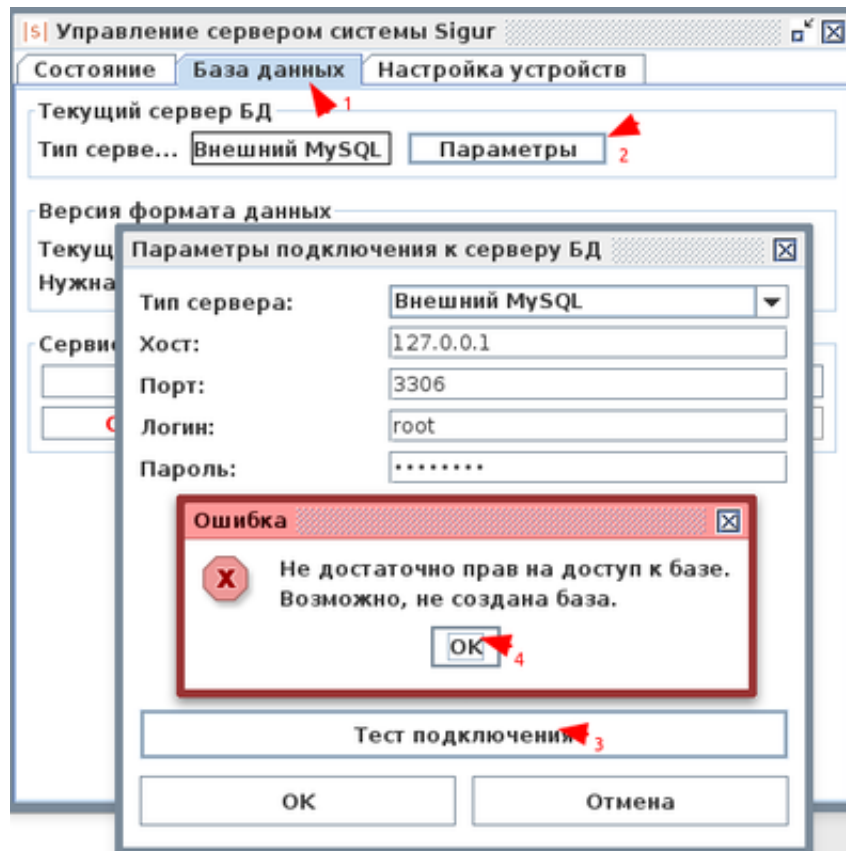 |s| Управление сервером системы Sigur
Состояние База данных Настройка устройств
1
Текущий сервер БД
Тип серве... Внешний MySQL Параметры
2
Версия формата данных
Текущ
Нужна
Параметры подключения к серверу БД
Тип сервера: Внешний MySQL
Хост: 127.0.0.1
Порт: 3306
Логин: root
Пароль: ••••••••
Серви
Ошибка
Не достаточно прав на доступ к базе.
Возможно, не создана база.
OK
4
Тест подключения
3
OK Отмена